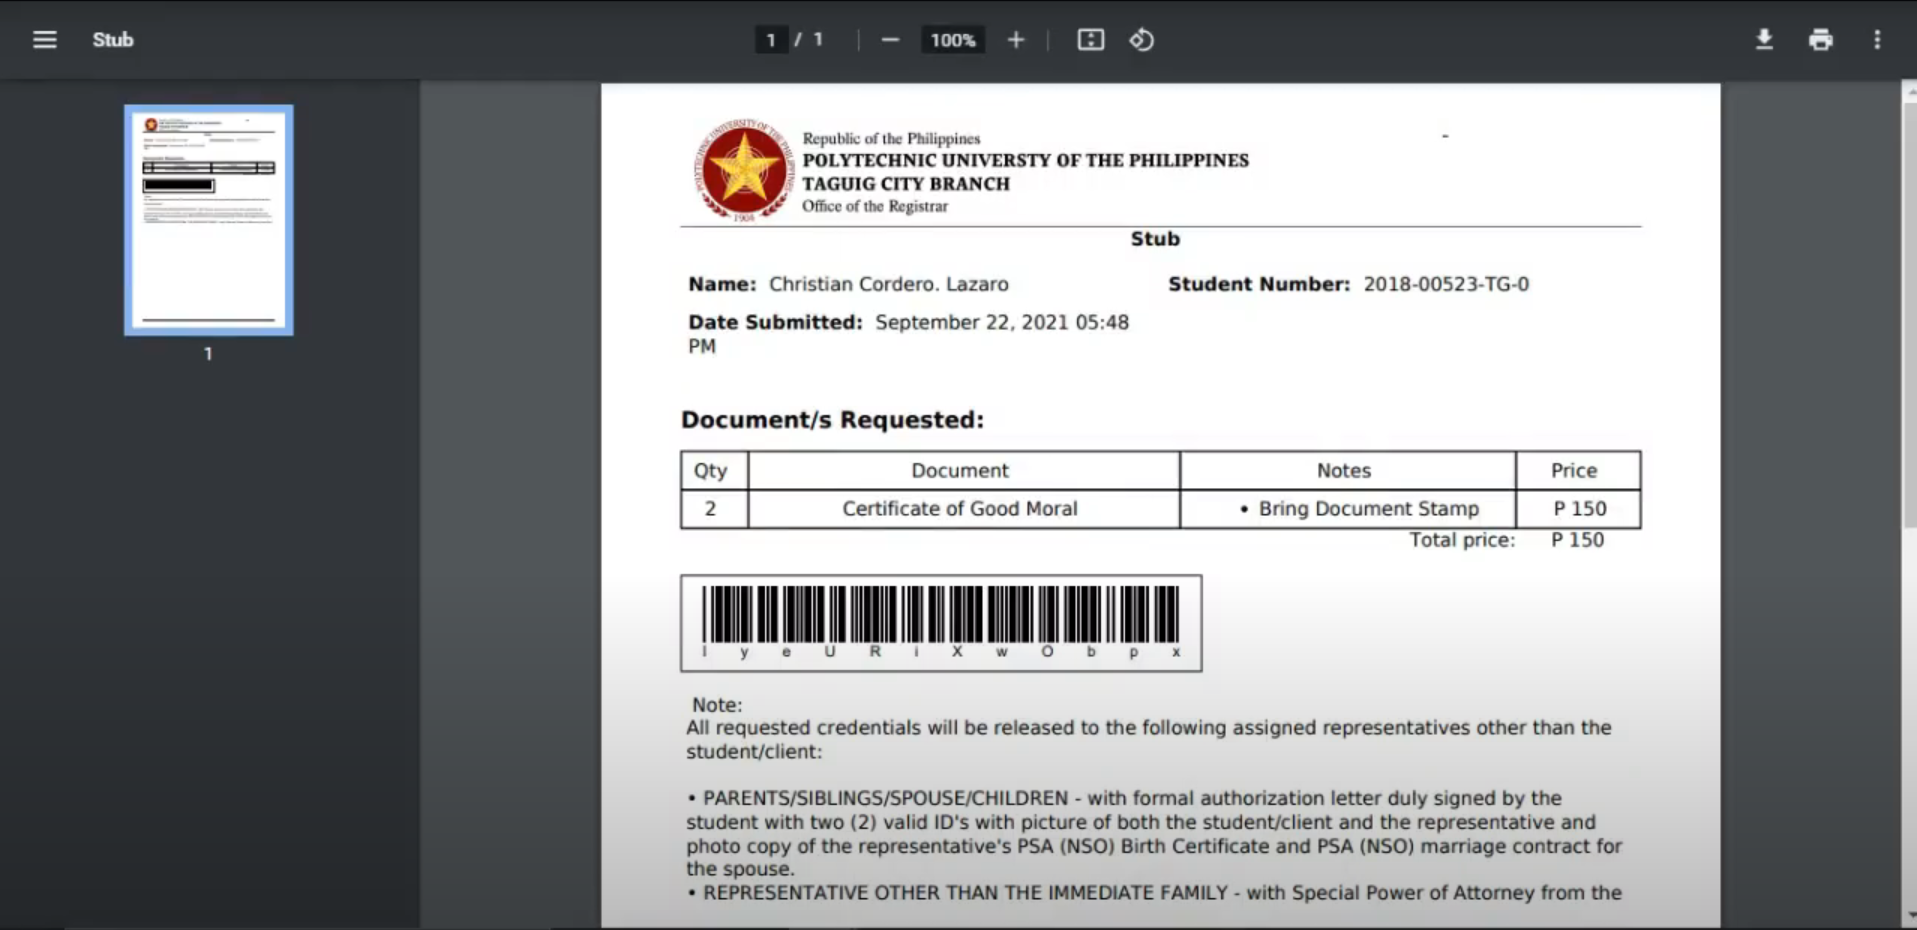 Stub
1 / 1
100%
1
Republic of the Philippines
POLYTECHNIC UNIVERSTY OF THE PHILIPPINES
TAGUIG CITY BRANCH
Office of the Registrar
1904
Stub
Name: Christian Cordero. Lazaro Student Number: 2018-00523-TG-0
Date Submitted: September 22, 2021 05:48
PM
Document/s Requested:
Qty Document Notes Price
2 Certificate of Good Moral • Bring Document Stamp P 150
Total price: P 150
l y e U R i X w O b p x
Note:
All requested credentials will be released to the following assigned representatives other than the
student/client:
• PARENTS/SIBLINGS/SPOUSE/CHILDREN - with formal authorization letter duly signed by the
student with two (2) valid ID's with picture of both the student/client and the representative and
photo copy of the representative's PSA (NSO) Birth Certificate and PSA (NSO) marriage contract for
the spouse.
• REPRESENTATIVE OTHER THAN THE IMMEDIATE FAMILY - with Special Power of Attorney from the